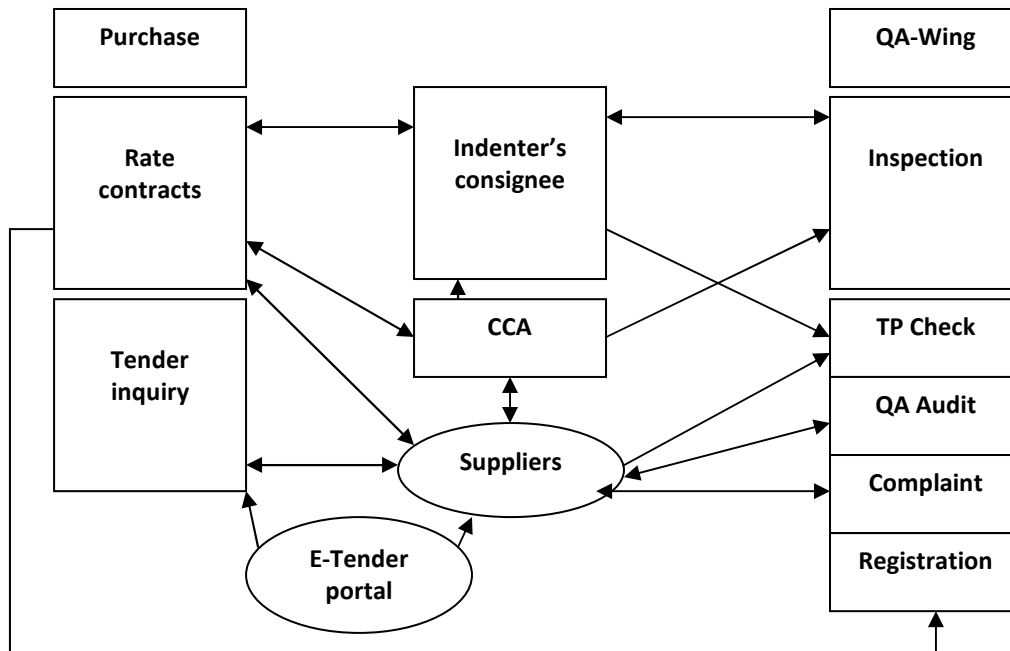 Purchase
QA-Wing
Rate
contracts
Indenter’s
consignee
Inspection
Tender
inquiry
CCA
TP Check
QA Audit
Suppliers
Complaint
E-Tender
portal
Registration